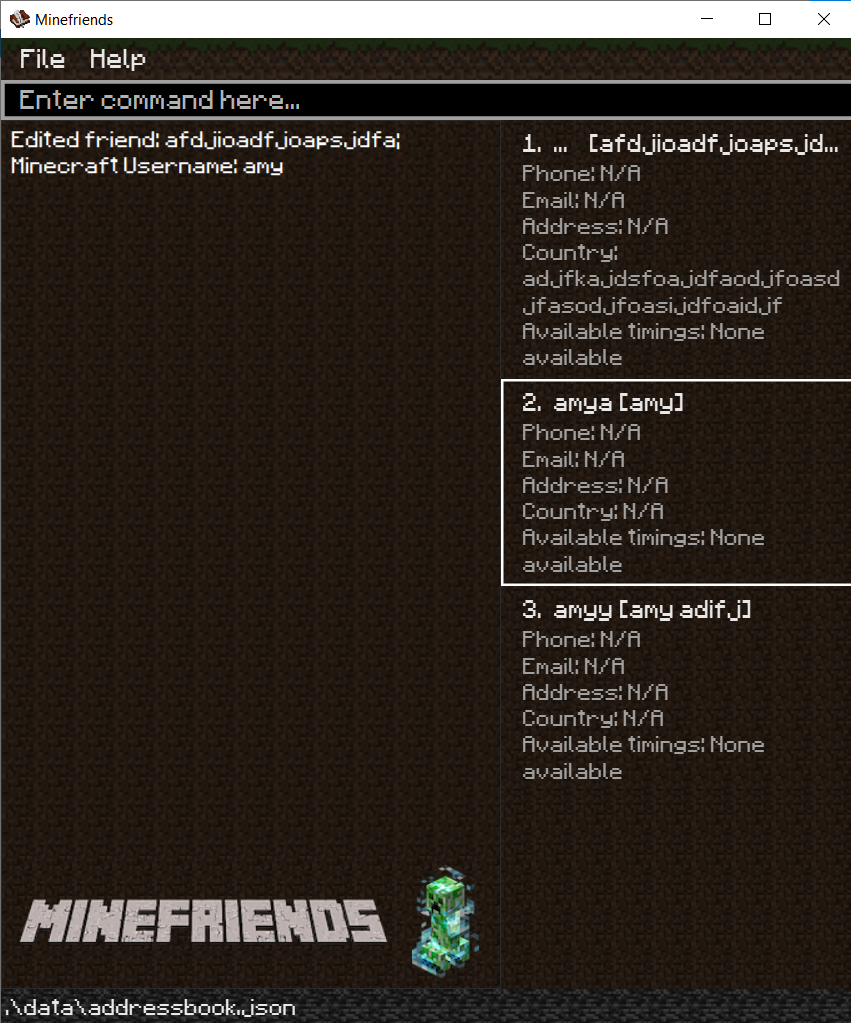 Minefriends
File Help
Enter command here...
Edited friend: afdjioadfjoapsjdfa;
Minecraft Username: amy
1. ... [afdjioadfjoapsjd...
Phone: N/A
Email: N/A
Address: N/A
Country:
adjfkajdsfoajdfaodjfoasd
jfasodjfoasijdfoaidjf
Available timings: None
available
2. amya [amy]
Phone: N/A
Email: N/A
Address: N/A
Country: N/A
Available timings: None
available
3. amyy [amy adifj]
Phone: N/A
Email: N/A
Address: N/A
Country: N/A
Available timings: None
available
MINEFRIENDS
.\data\addressbook.json